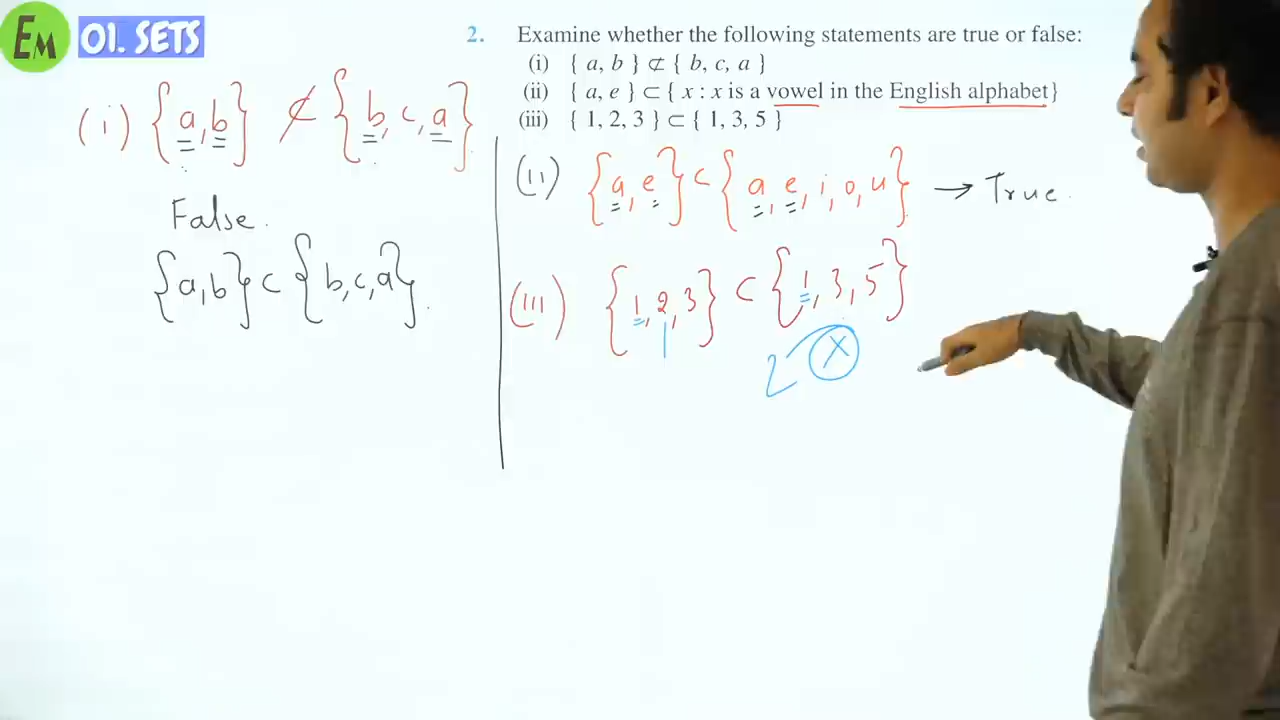 EM 01. SETS
2. Examine whether the following statements are true or false:
(i) { a, b } ⊄ { b, c, a }
(ii) { a, e } ⊂ { x : x is a vowel in the English alphabet}
(iii) { 1, 2, 3 } ⊂ { 1, 3, 5 }
(i) {a, b} ⊄ {b, c, a}.
False.
{a, b} ⊂ {b, c, a}.
(ii) {a, e} ⊂ {a, e, i, o, u} → True.
(iii) {1, 2, 3} ⊂ {1, 3, 5}
2 x